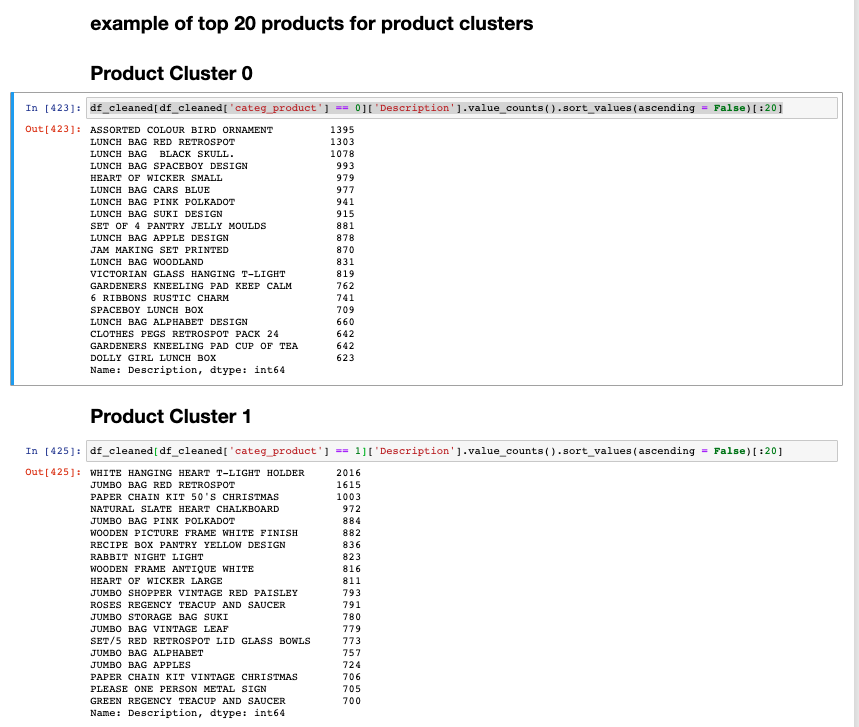 example of top 20 products for product clusters
Product Cluster 0
In [423]: df_cleaned[df_cleaned['categ_product'] == 0]['Description'].value_counts().sort_values(ascending = False)[:20]
Out[423]: ASSORTED COLOUR BIRD ORNAMENT 1395
LUNCH BAG RED RETROSPOT 1303
LUNCH BAG  BLACK SKULL. 1078
LUNCH BAG SPACEBOY DESIGN 993
HEART OF WICKER SMALL 979
LUNCH BAG CARS BLUE 977
LUNCH BAG PINK POLKADOT 941
LUNCH BAG SUKI DESIGN 915
SET OF 4 PANTRY JELLY MOULDS 881
LUNCH BAG APPLE DESIGN 878
JAM MAKING SET PRINTED 870
LUNCH BAG WOODLAND 831
VICTORIAN GLASS HANGING T-LIGHT 819
GARDENERS KNEELING PAD KEEP CALM 762
6 RIBBONS RUSTIC CHARM 741
SPACEBOY LUNCH BOX 709
LUNCH BAG ALPHABET DESIGN 660
CLOTHES PEGS RETROSPOT PACK 24 642
GARDENERS KNEELING PAD CUP OF TEA 642
DOLLY GIRL LUNCH BOX 623
Name: Description, dtype: int64
Product Cluster 1
In [425]: df_cleaned[df_cleaned['categ_product'] == 1]['Description'].value_counts().sort_values(ascending = False)[:20]
Out[425]: WHITE HANGING HEART T-LIGHT HOLDER 2016
JUMBO BAG RED RETROSPOT 1615
PAPER CHAIN KIT 50'S CHRISTMAS 1003
NATURAL SLATE HEART CHALKBOARD 972
JUMBO BAG PINK POLKADOT 884
WOODEN PICTURE FRAME WHITE FINISH 882
RECIPE BOX PANTRY YELLOW DESIGN 836
RABBIT NIGHT LIGHT 823
WOODEN FRAME ANTIQUE WHITE 816
HEART OF WICKER LARGE 811
JUMBO SHOPPER VINTAGE RED PAISLEY 793
ROSES REGENCY TEACUP AND SAUCER 791
JUMBO STORAGE BAG SUKI 780
JUMBO BAG VINTAGE LEAF 779
SET/5 RED RETROSPOT LID GLASS BOWLS 773
JUMBO BAG ALPHABET 757
JUMBO BAG APPLES 724
PAPER CHAIN KIT VINTAGE CHRISTMAS 706
PLEASE ONE PERSON METAL SIGN 705
GREEN REGENCY TEACUP AND SAUCER 700
Name: Description, dtype: int64